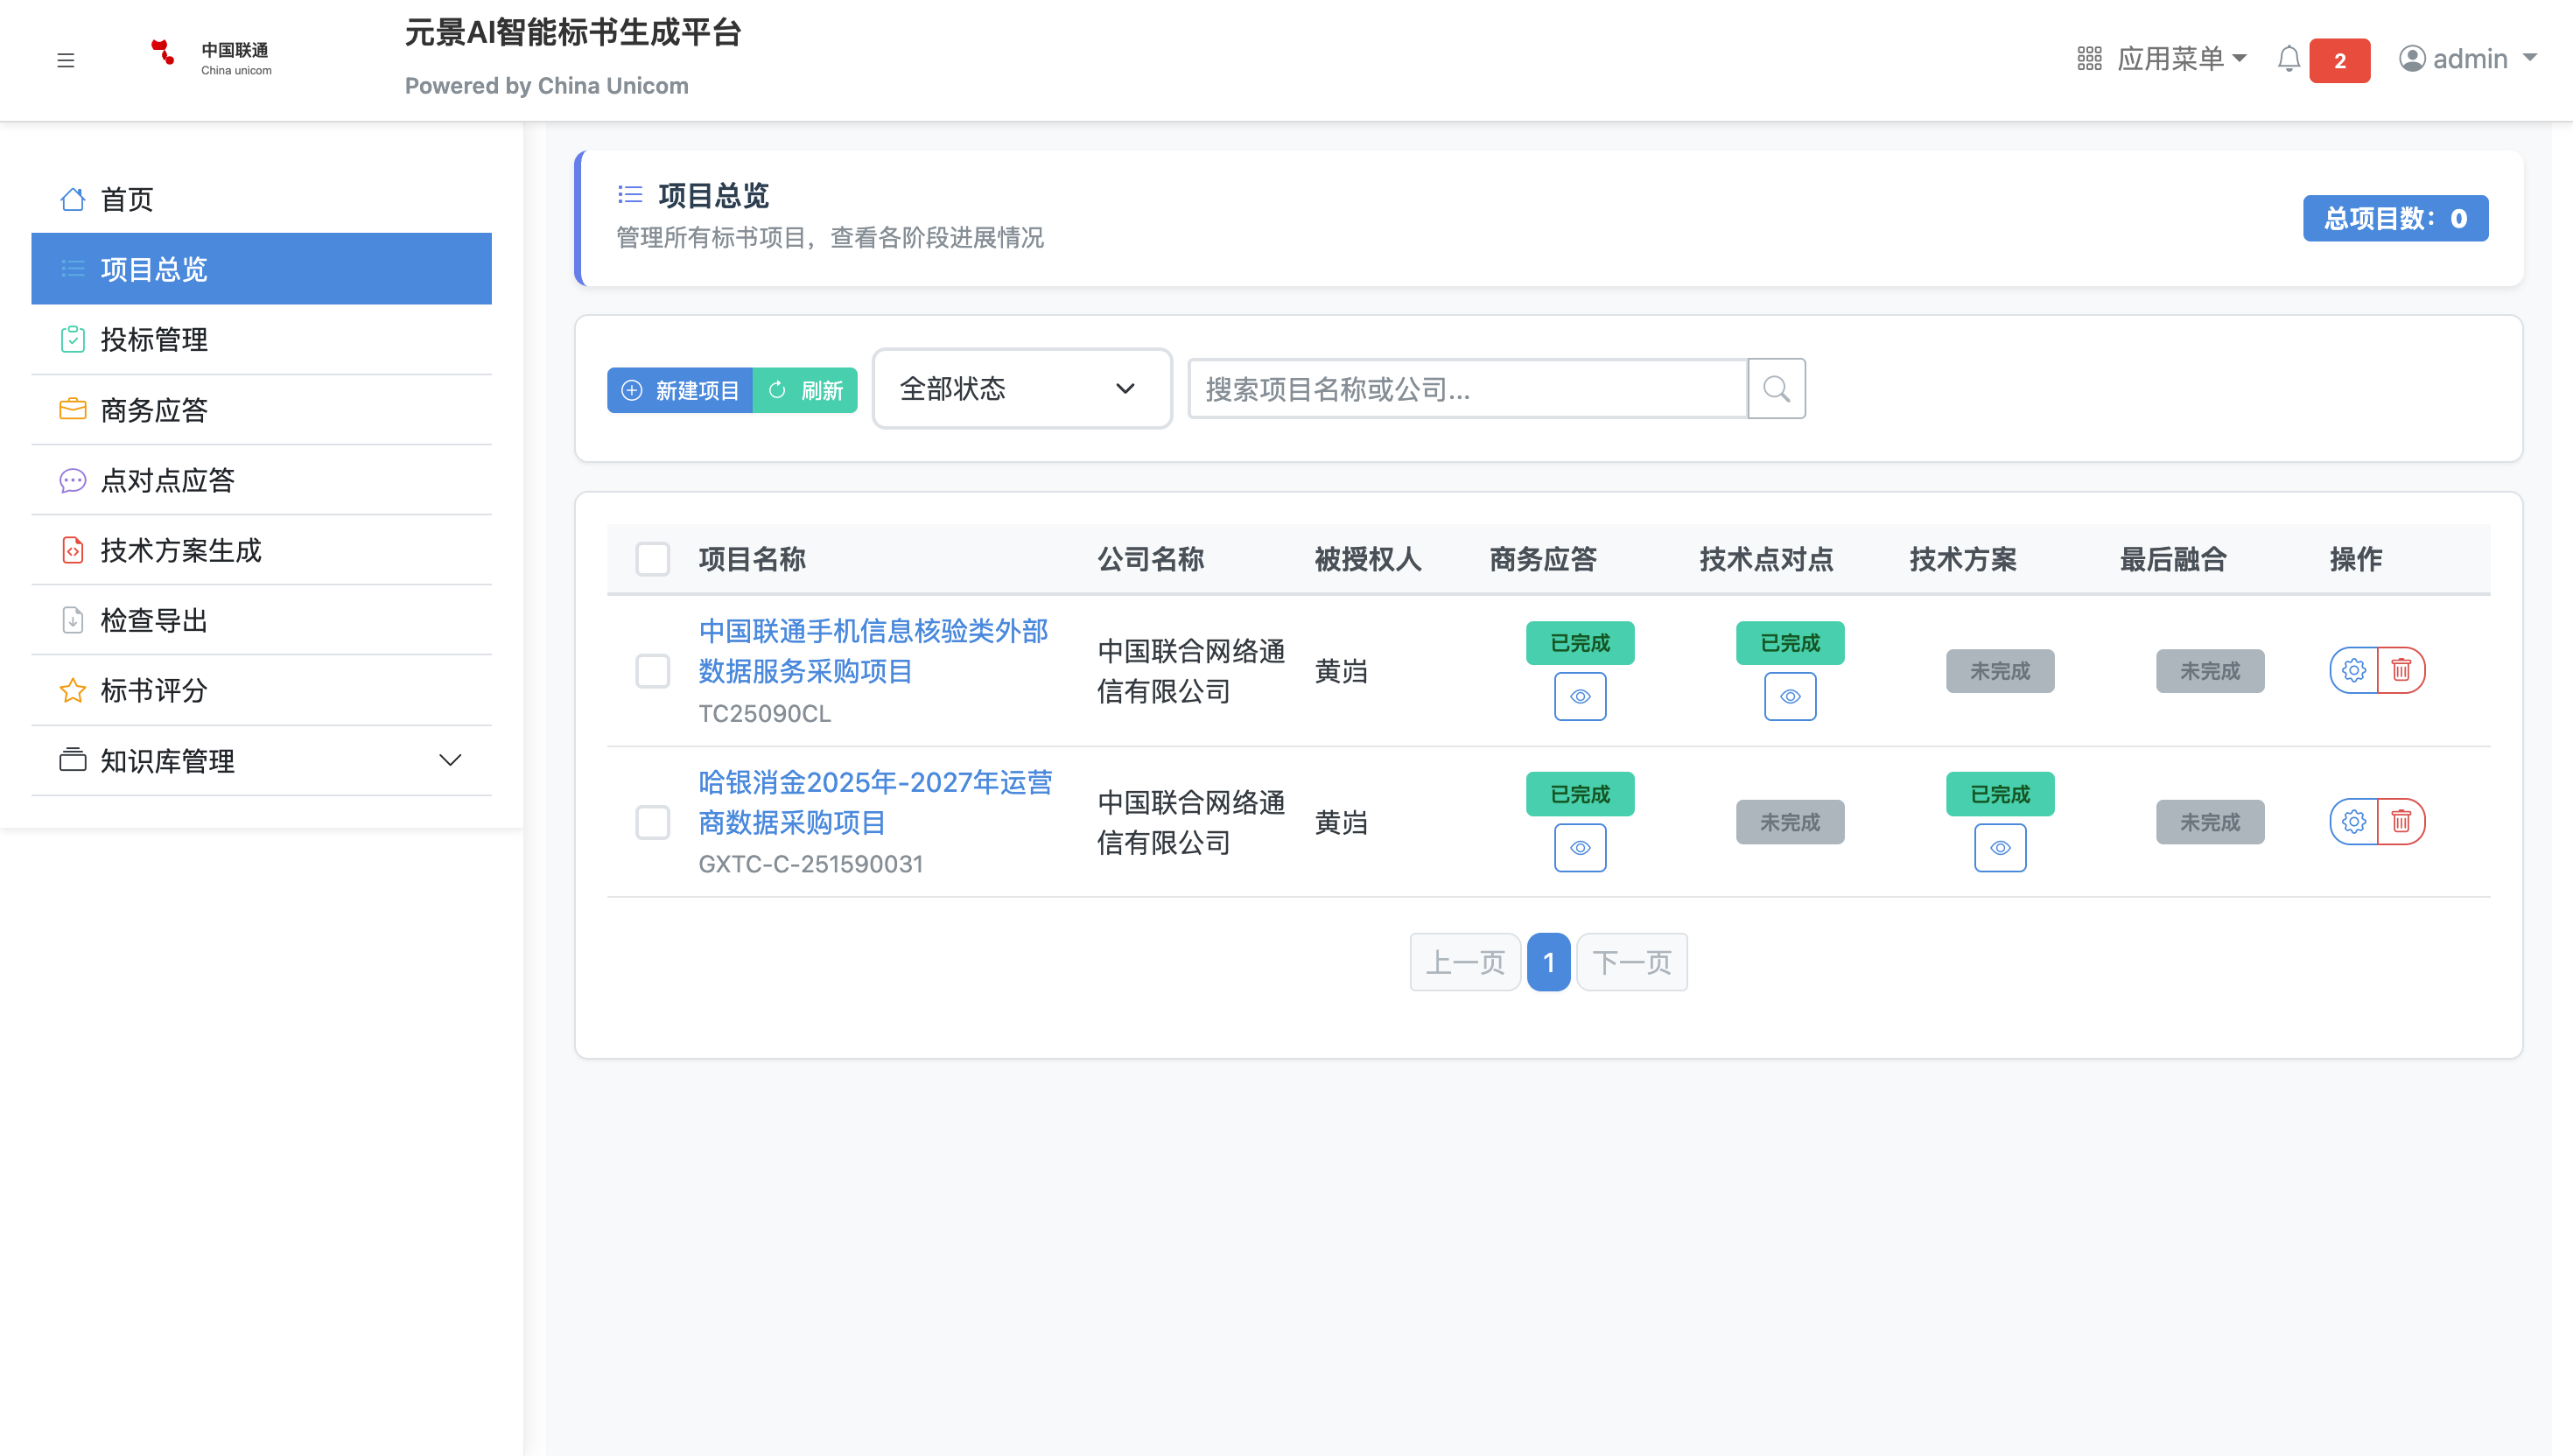 中国联通
China unicom
元景AI智能标书生成平台
Powered by China Unicom
应用菜单
2
admin
首页
项目总览
投标管理
商务应答
点对点应答
技术方案生成
检查导出
标书评分
知识库管理
项目总览
管理所有标书项目，查看各阶段进展情况
总项目数：0
新建项目
刷新
全部状态
搜索项目名称或公司...
项目名称 公司名称 被授权人 商务应答 技术点对点 技术方案 最后融合 操作
中国联通手机信息核验类外部
数据服务采购项目
TC25090CL
中国联合网络通
信有限公司
黄岿
已完成
已完成
未完成
未完成
哈银消金2025年-2027年运营
商数据采购项目
GXTC-C-251590031
中国联合网络通
信有限公司
黄岿
已完成
未完成
已完成
未完成
上一页 1 下一页